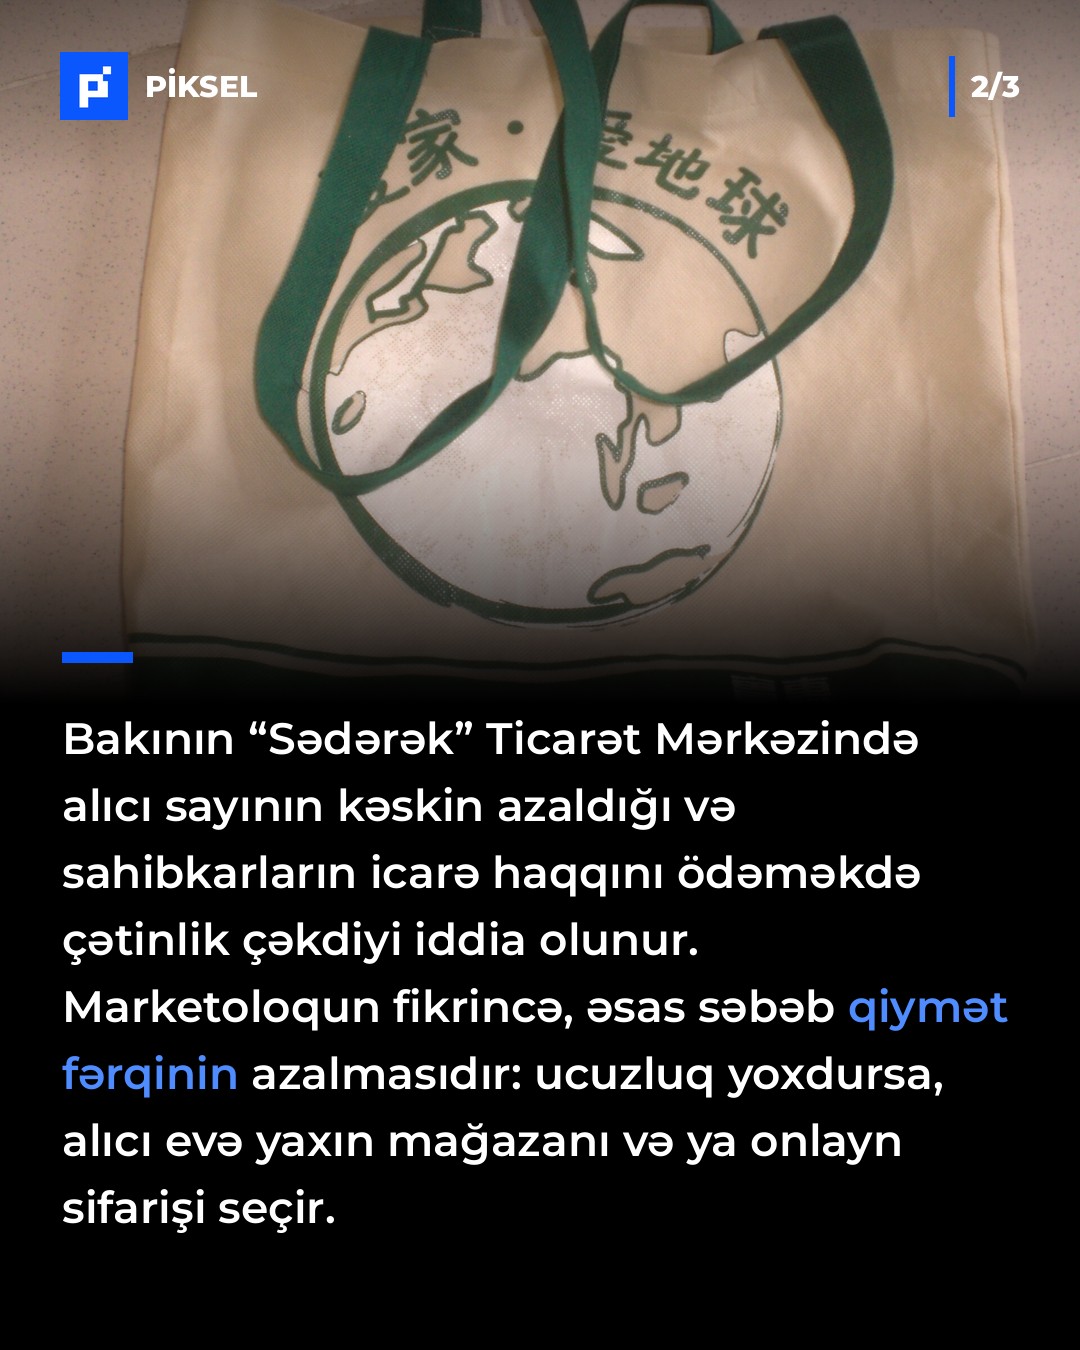 PİKSEL
2/3
家・愛地球
Bakının “Sədərək” Ticarət Mərkəzində
alıcı sayının kəskin azaldığı və
sahibkarların icarə haqqını ödəməkdə
çətinlik çəkdiyi iddia olunur.
Marketoloqun fikrincə, əsas səbəb qiymət
fərqinin azalmasıdır: ucuzluq yoxdursa,
alıcı evə yaxın mağazanı və ya onlayn
sifarişi seçir.